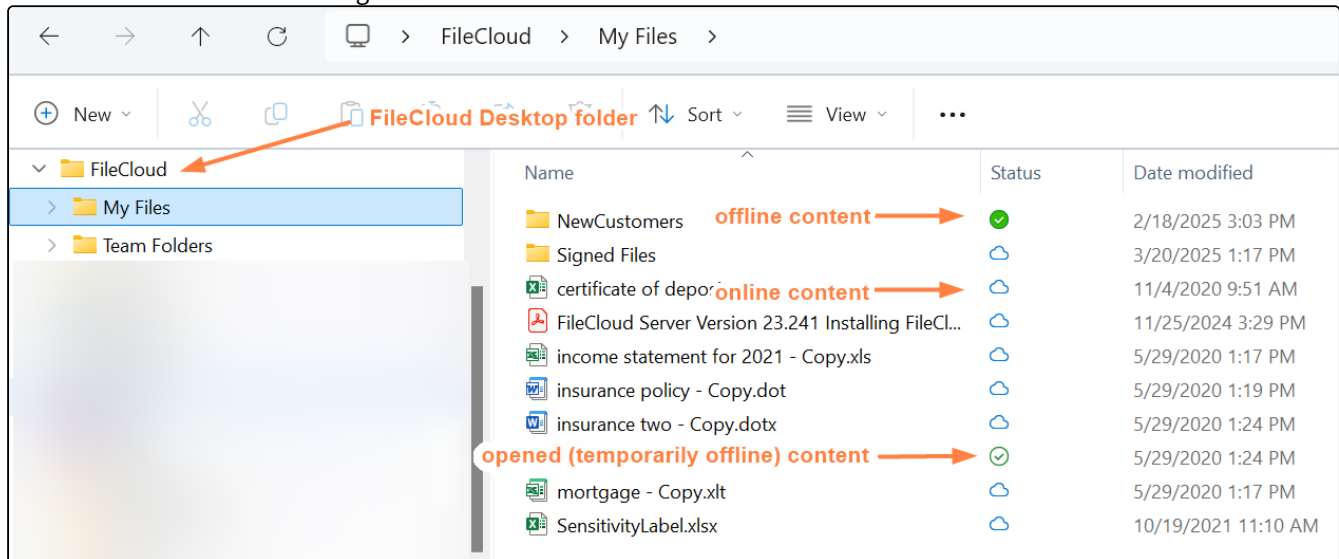 FileCloud > My Files >
New
FileCloud Desktop folder
Sort
View
FileCloud
My Files
Team Folders
Name Status Date modified
NewCustomers offline content 2/18/2025 3:03 PM
Signed Files 3/20/2025 1:17 PM
certificate of depo online content 11/4/2020 9:51 AM
FileCloud Server Version 23.241 Installing FileCl... 11/25/2024 3:29 PM
income statement for 2021 - Copy.xls 5/29/2020 1:17 PM
insurance policy - Copy.dot 5/29/2020 1:19 PM
insurance two - Copy.dotx 5/29/2020 1:24 PM
opened (temporarily offline) content 5/29/2020 1:24 PM
mortgage - Copy.xlt 5/29/2020 1:17 PM
SensitivityLabel.xlsx 10/19/2021 11:10 AM